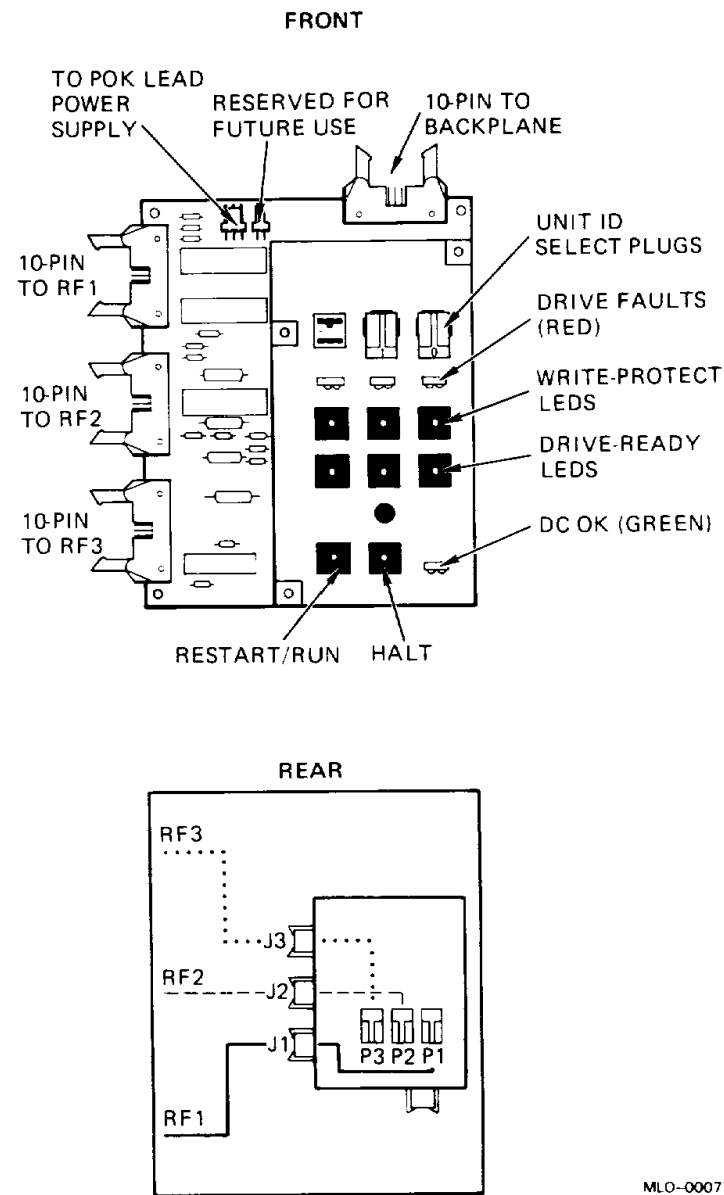 FRONT
TO POK LEAD
POWER
SUPPLY
RESERVED FOR
FUTURE USE
10-PIN TO
BACKPLANE
UNIT ID
SELECT PLUGS
10-PIN
TO RF1
DRIVE FAULTS
(RED)
WRITE-PROTECT
LEDS
10-PIN
TO RF2
DRIVE-READY
LEDS
10-PIN
TO RF3
DC OK (GREEN)
RESTART/RUN
HALT
REAR
RF3
J3
RF2
J2
J1
P3 P2 P1
RF1
MLO-0007